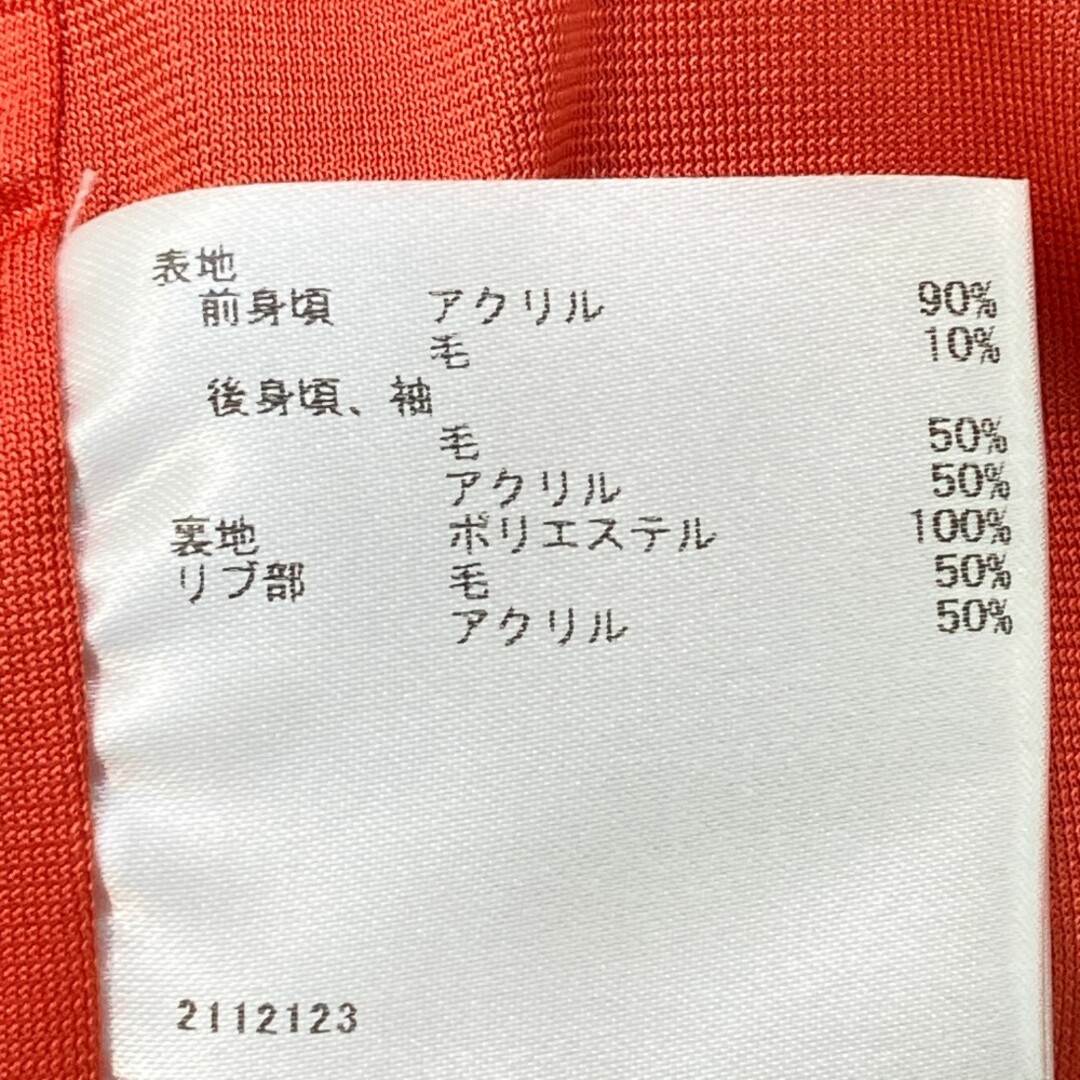 表地
前身頃 アクリル 90%
毛 10%
後身頃、袖
毛 50%
アクリル 50%
裏地 ポリエステル 100%
リブ部 毛 50%
アクリル 50%
2112123